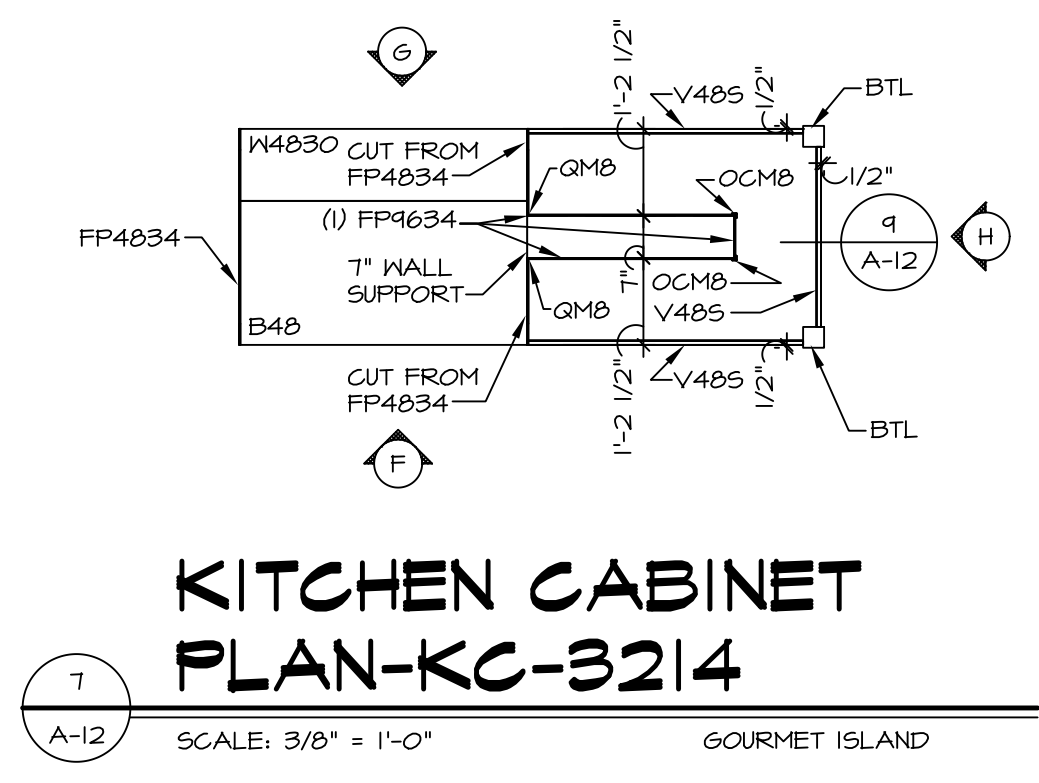 G
1'-2 1/2"
V48S
1/2"
BTL
W4830
CUT FROM
FP4834
QM8
OCM8
1/2"
(1) FP9634
9
A-12
H
FP4834
7" WALL
SUPPORT
7"
OCM8
V48S
QM8
B48
CUT FROM
FP4834
1'-2 1/2"
V48S
1/2"
BTL
F
KITCHEN CABINET
PLAN-KC-3214
7
A-12
SCALE: 3/8" = 1'-0"
GOURMET ISLAND